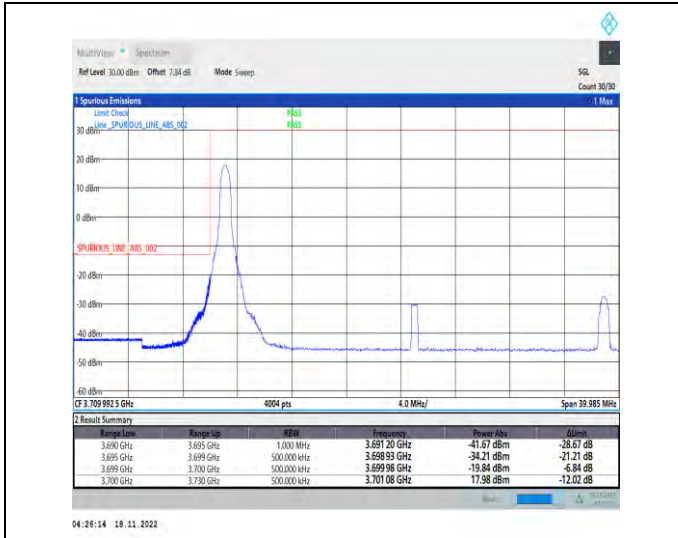 MultiView Spectrum
Ref Level 30.00 dBm Offset 7.84 dB Mode Sweep SGL
Count 30/30
1 Spurious Emissions 1 Max
Limit Check PASS
Line _SPURIOUS_LINE_ABS_002 PASS
30 dBm
20 dBm
10 dBm
0 dBm
_SPURIOUS_LINE_ABS_002
-20 dBm
-30 dBm
-40 dBm
-50 dBm
-60 dBm
CF 3.709 992 5 GHz 4004 pts 4.0 MHz/ Span 39.985 MHz
2 Result Summary
Range Low Range Up RBW Frequency Power Abs ΔLimit
3.690 GHz 3.695 GHz 1.000 MHz 3.691 20 GHz -41.67 dBm -28.67 dB
3.695 GHz 3.699 GHz 500.000 kHz 3.698 93 GHz -34.21 dBm -21.21 dB
3.699 GHz 3.700 GHz 500.000 kHz 3.699 98 GHz -19.84 dBm -6.84 dB
3.700 GHz 3.730 GHz 500.000 kHz 3.701 08 GHz 17.98 dBm -12.02 dB
04:26:14 18.11.2022